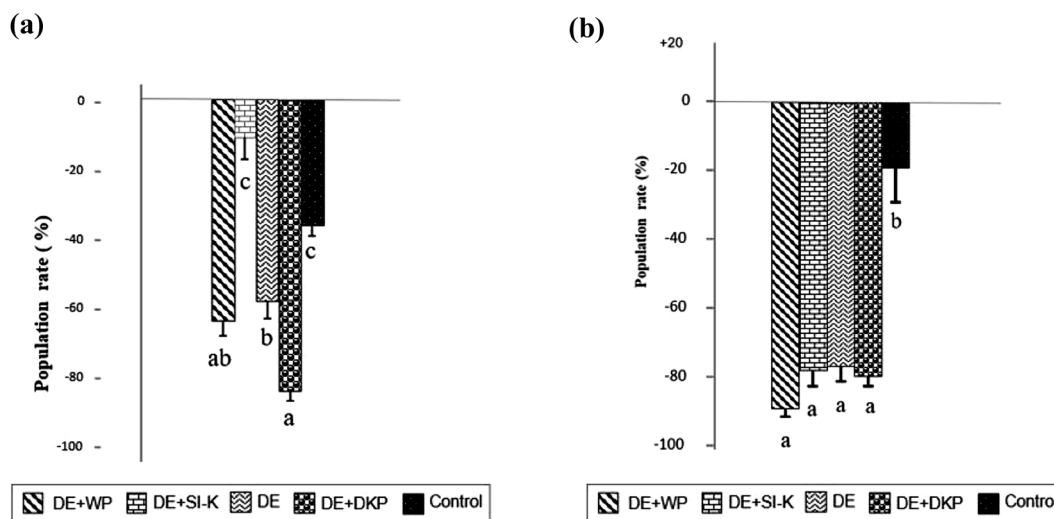 (a)
Population rate ( %)
0
-20
-40
-60
-80
-100
ab
c
b
a
c
DE+WP DE+SI-K DE DE+DKP Control
(b)
Population rate (%)
+20
0
-20
-40
-60
-80
-100
a
a
a
a
b
DE+WP DE+SI-K DE DE+DKP Contro